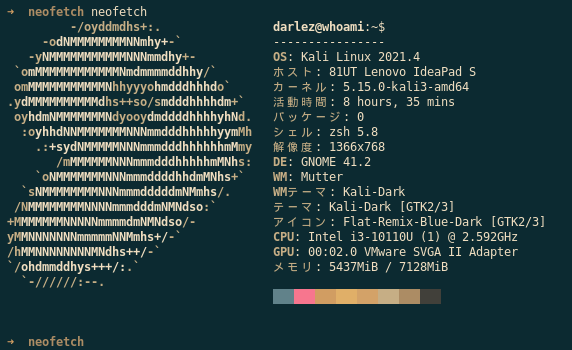 → neofetch neofetch
-/oyddmdhs+:.
-odNMMMMMMMMNNmhy+-`
-yNMMMMMMMMMMMNNNmmdhy+-
`omMMMMMMMMMMMMNmdmmmmddhhy/`
omMMMMMMMMMMMNhhyyyohmdddhhhdo`
.ydMMMMMMMMMMdhs++so/smdddhhhhdm+`
oyhdmNMMMMMMMNdyooydmddddhhhhyhNd.
:oyhhdNNMMMMMMMNNNmmdddhhhhhyymMh
.:+sydNMMMMMNNNmmmdddhhhhhhmMmy
/mMMMMMMNNNmmmdddhhhhhmMNhs:
`oNMMMMMMMNNNmmmddddhhdmMNhs+`
`sNMMMMMMMMNNNmmmdddddmNMmhs/.
/NMMMMMMMMNNNNmmmdddmNMNdso:`
+MMMMMMMNNNNNmmmmdmNMNdso/-
yMMNNNNNNNmmmmmNNMmhs+/-`
/hMMNNNNNNNNMNdhs++/-`
`/ohdmmddhys+++/:.`
`-//////:--.
darlez@whoami:~$
----------------
OS: Kali Linux 2021.4
ホスト: 81UT Lenovo IdeaPad S
カーネル: 5.15.0-kali3-amd64
活動時間: 8 hours, 35 mins
パッケージ: 0
シェル: zsh 5.8
解像度: 1366x768
DE: GNOME 41.2
WM: Mutter
WMテーマ: Kali-Dark
テーマ: Kali-Dark [GTK2/3]
アイコン: Flat-Remix-Blue-Dark [GTK2/3]
CPU: Intel i3-10110U (1) @ 2.592GHz
GPU: 00:02.0 VMware SVGA II Adapter
メモリ: 5437MiB / 7128MiB
→ neofetch